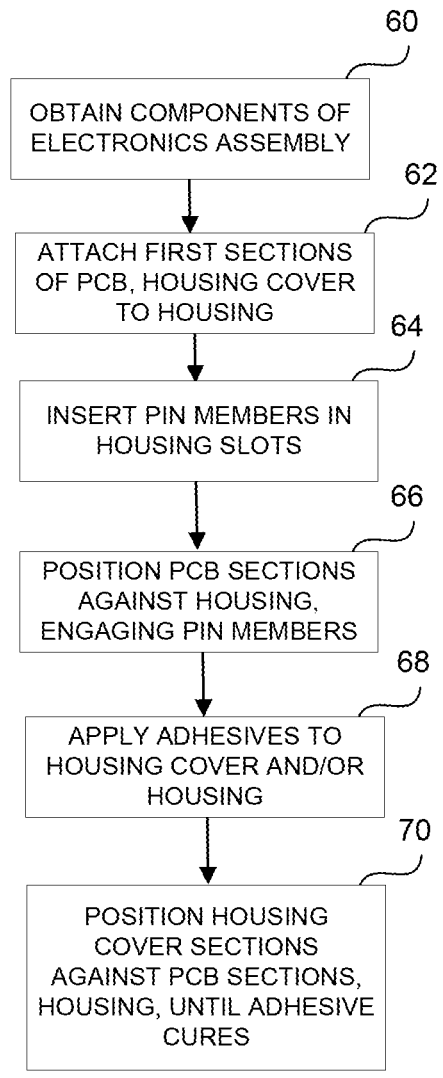 60
OBTAIN COMPONENTS OF
ELECTRONICS ASSEMBLY
62
ATTACH FIRST SECTIONS
OF PCB, HOUSING COVER
TO HOUSING
64
INSERT PIN MEMBERS IN
HOUSING SLOTS
66
POSITION PCB SECTIONS
AGAINST HOUSING,
ENGAGING PIN MEMBERS
68
APPLY ADHESIVES TO
HOUSING COVER AND/OR
HOUSING
70
POSITION HOUSING
COVER SECTIONS
AGAINST PCB SECTIONS,
HOUSING, UNTIL ADHESIVE
CURES